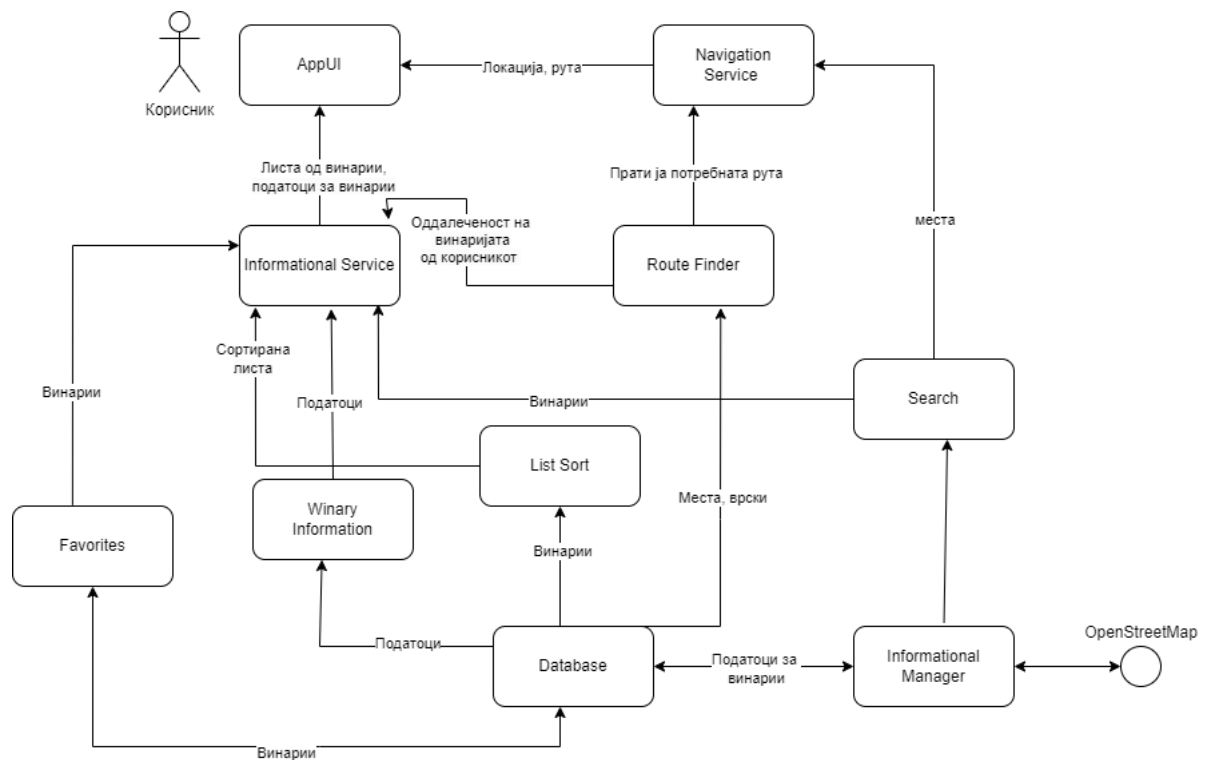 AppUI
Navigation
Service
Локација, рута
Корисник
Листа од винарии,
податоци за винарии
Прати ја потребната рута
места
Оддалеченост на
винаријата
од корисникот
Informational Service
Route Finder
Сортирана
листа
Винарии
Податоци
Винарии
Search
List Sort
Места, врски
Winary
Information
Favorites
Винарии
OpenStreetMap
Податоци
Database
Податоци за
винарии
Informational
Manager
Винарии